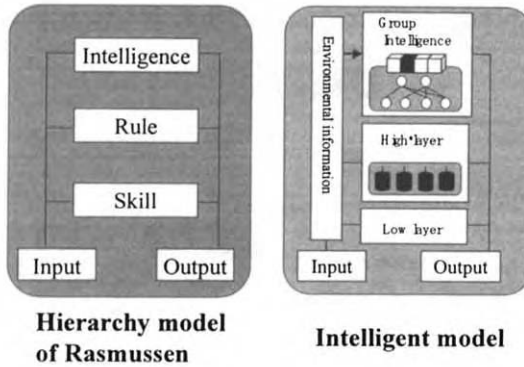 Intelligence
Rule
Skill
Input
Output
Hierarchy model
of Rasmussen
Environmental information
Group
Intelligence
High-layer
Low layer
Input
Output
Intelligent model